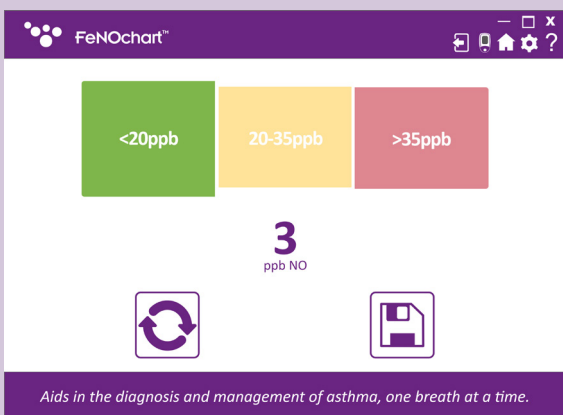 FeNOchart™
<20ppb 20-35ppb >35ppb
3
ppb NO
Aids in the diagnosis and management of asthma, one breath at a time.